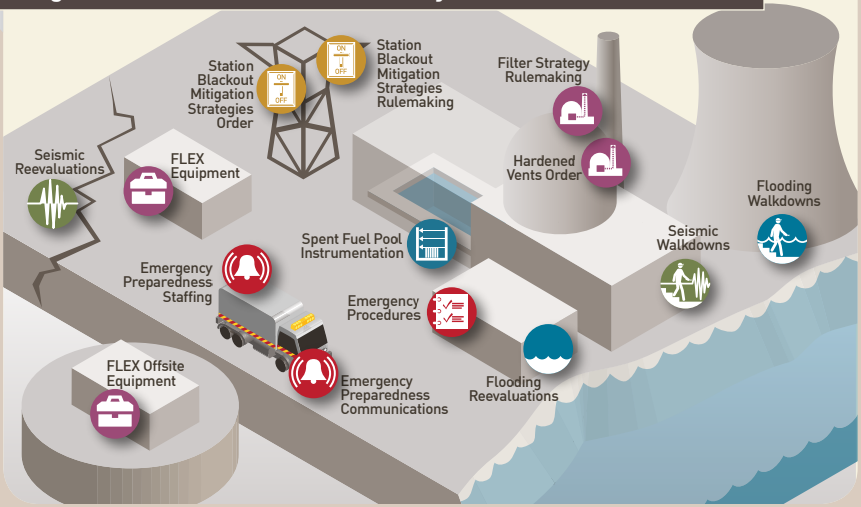 Station
Blackout
Mitigation
Strategies
Order
ON
OFF
ON
OFF
Station
Blackout
Mitigation
Strategies
Rulemaking
Filter Strategy
Rulemaking
Hardened
Vents Order
Seismic
Reevaluations
FLEX
Equipment
Flooding
Walkdowns
Seismic
Walkdowns
Spent Fuel Pool
Instrumentation
Emergency
Preparedness
Staffing
Emergency
Procedures
FLEX Offsite
Equipment
Emergency
Preparedness
Communications
Flooding
Reevaluations